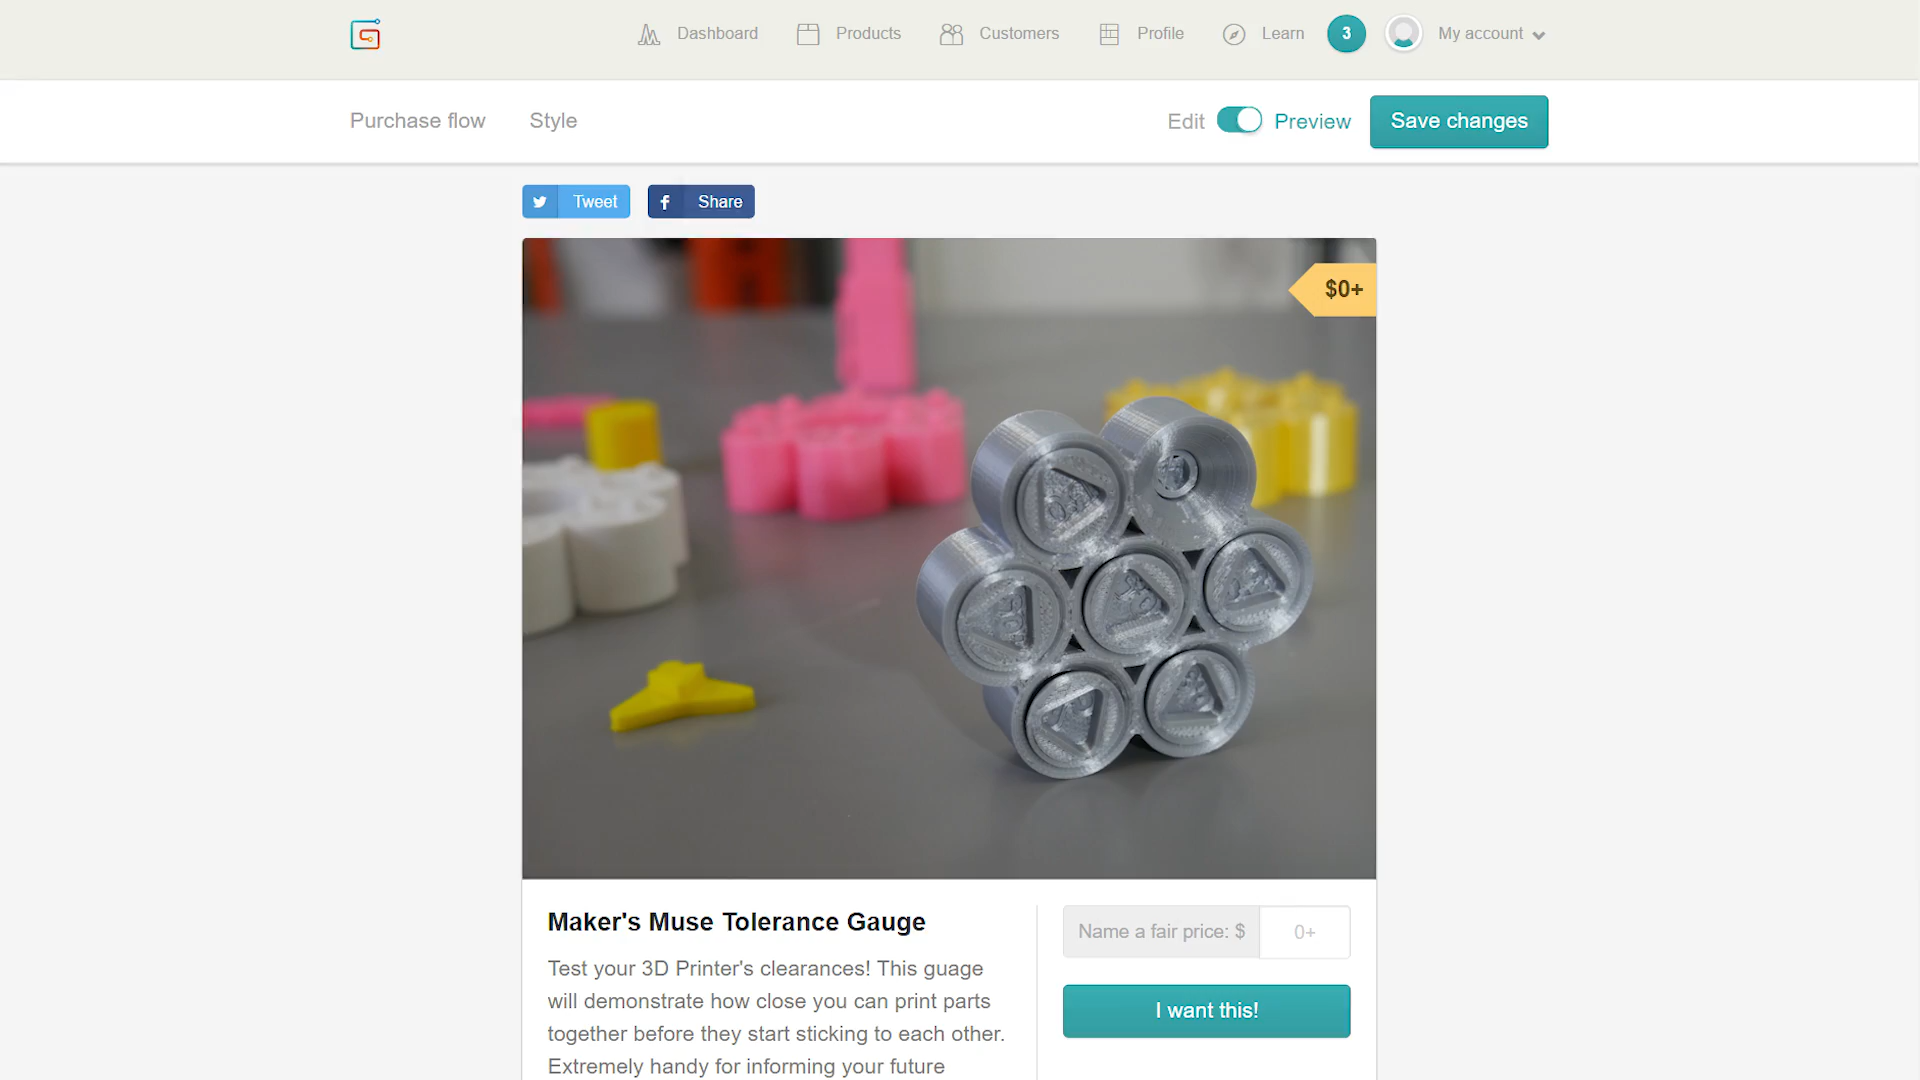 Dashboard Products Customers Profile Learn 3 My account
Purchase flow Style Edit Preview Save changes
Tweet Share
$0+
Maker's Muse Tolerance Gauge
Test your 3D Printer's clearances! This guage
will demonstrate how close you can print parts
together before they start sticking to each other.
Extremely handy for informing your future
Name a fair price: $ 0+
I want this!